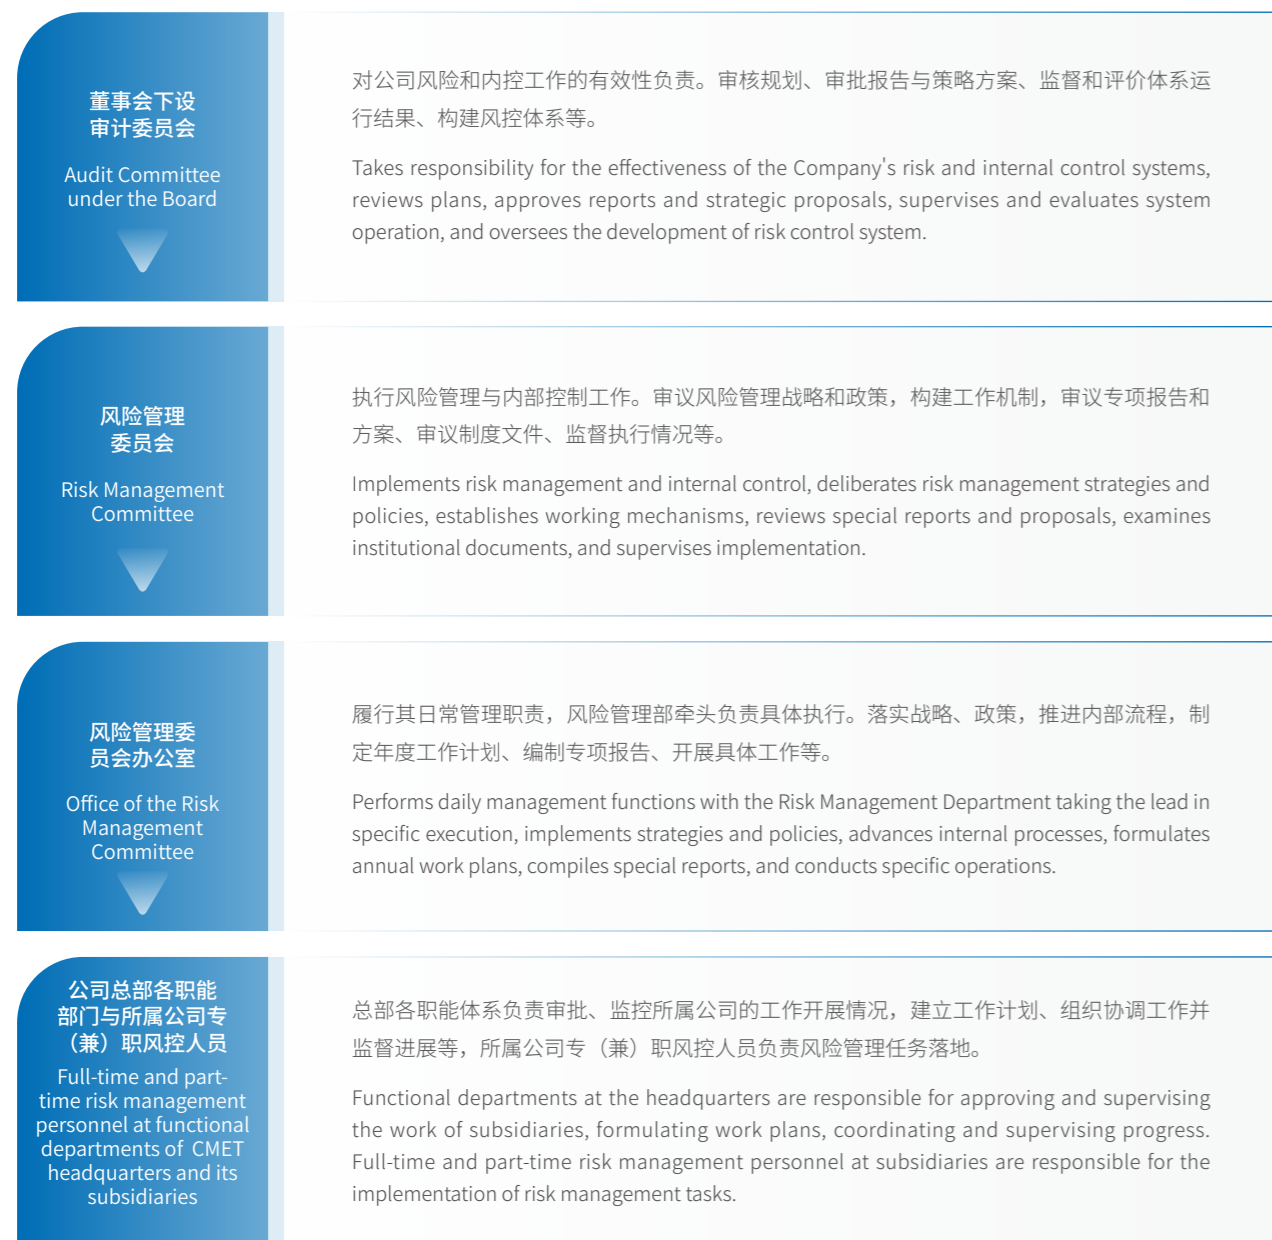 董事会下设
审计委员会
Audit Committee
under the Board
对公司风险和内控工作的有效性负责。审核规划、审批报告与策略方案、监督和评价体系运
行结果、构建风控体系等。
Takes responsibility for the effectiveness of the Company's risk and internal control systems,
reviews plans, approves reports and strategic proposals, supervises and evaluates system
operation, and oversees the development of risk control system.
风险管理
委员会
Risk Management
Committee
执行风险管理与内部控制工作。审议风险管理战略和政策，构建工作机制，审议专项报告和
方案、审议制度文件、监督执行情况等。
Implements risk management and internal control, deliberates risk management strategies and
policies, establishes working mechanisms, reviews special reports and proposals, examines
institutional documents, and supervises implementation.
风险管理委
员会办公室
Office of the Risk
Management
Committee
履行其日常管理职责，风险管理部牵头负责具体执行。落实战略、政策，推进内部流程，制
定年度工作计划、编制专项报告、开展具体工作等。
Performs daily management functions with the Risk Management Department taking the lead in
specific execution, implements strategies and policies, advances internal processes, formulates
annual work plans, compiles special reports, and conducts specific operations.
公司总部各职能
部门与所属公司专
（兼）职风控人员
Full-time and part-
time risk management
personnel at functional
departments of CMET
headquarters and its
subsidiaries
总部各职能体系负责审批、监控所属公司的工作开展情况，建立工作计划、组织协调工作并
监督进展等，所属公司专（兼）职风控人员负责风险管理任务落地。
Functional departments at the headquarters are responsible for approving and supervising
the work of subsidiaries, formulating work plans, coordinating and supervising progress.
Full-time and part-time risk management personnel at subsidiaries are responsible for the
implementation of risk management tasks.